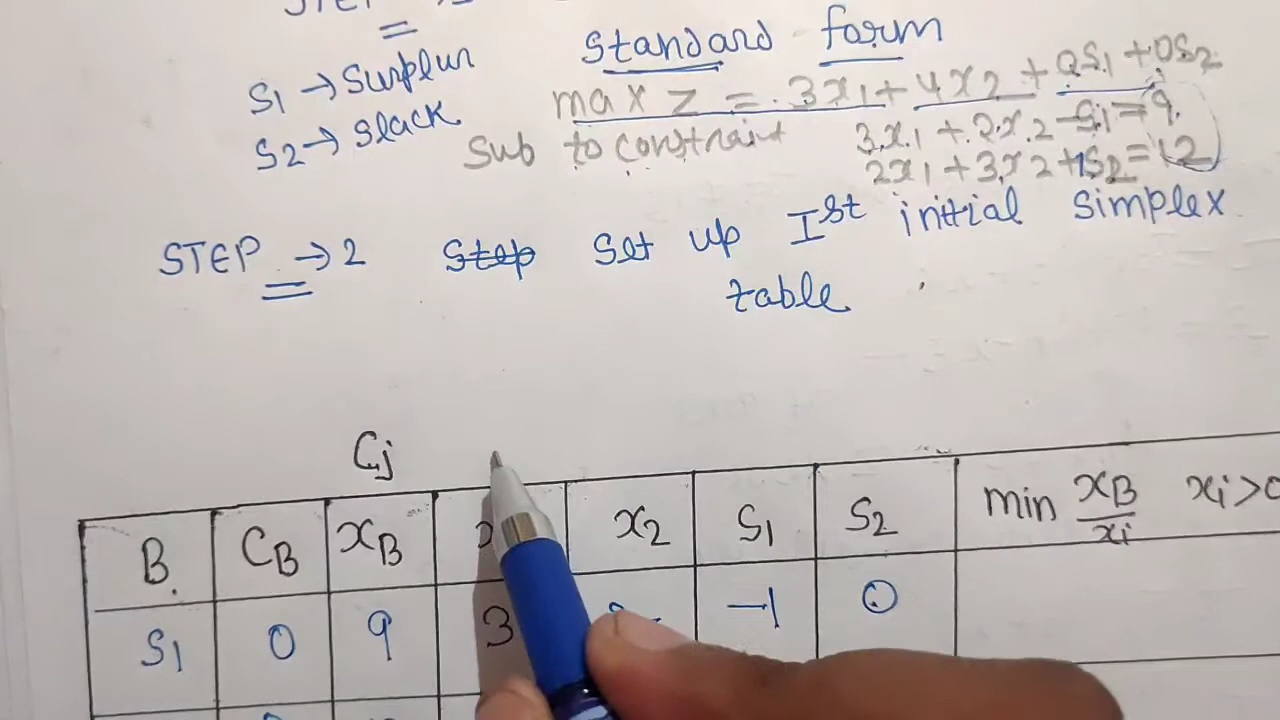 S1 → Surplus
S2 → Slack
Standard form
max Z = 3x1 + 4x2 + 0S1 + 0S2
Sub to constraint
3x1 + 2x2 - S1 = 9
2x1 + 3x2 + 1S2 = 12
STEP → 2 Step Set up Ist initial simplex
table
Cj
B CB xB x2 S1 S2 min xB/xi xi>0
S1 0 9 3 -1 0